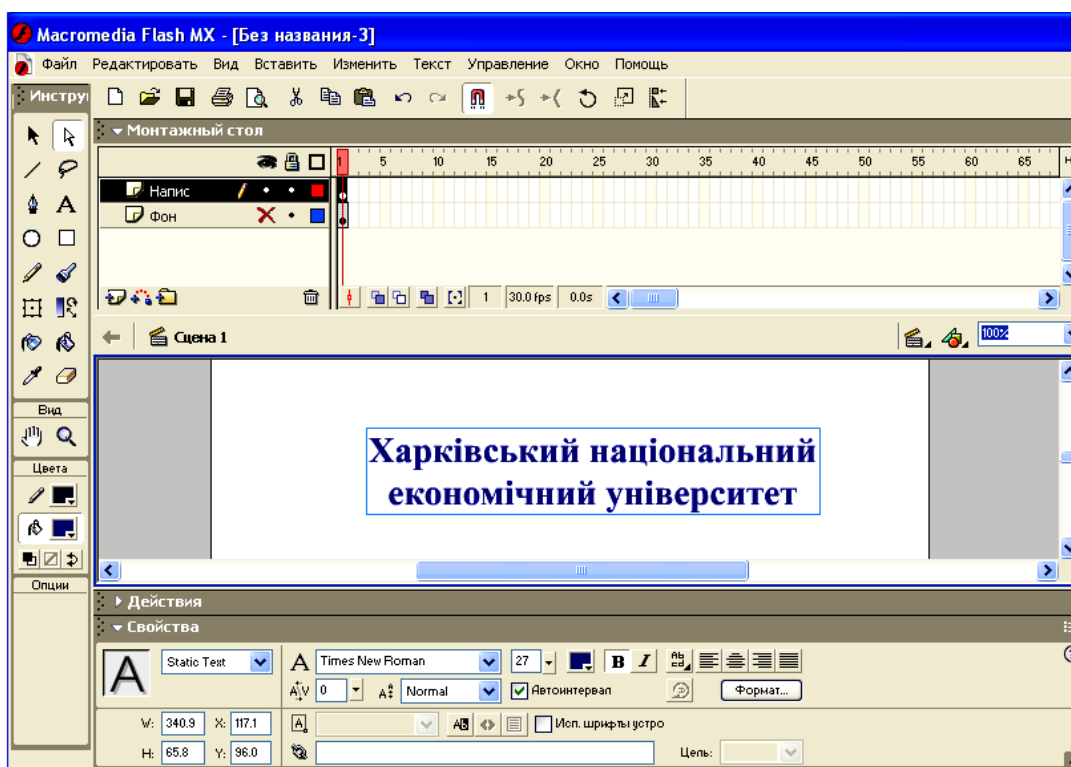 Macromedia Flash MX - [Без названия-3]
Файл Редактировать Вид Вставить Изменить Текст Управление Окно Помощь
Инстру
Монтажный стол
1 5 10 15 20 25 30 35 40 45 50 55 60 65
Напис
Фон
1 30.0 fps 0.0s
Сцена 1 100%
Вид
Цвета
Опции
Харківський національний
економічний університет
Действия
Свойства
A Static Text A Times New Roman 27 B I
0 Normal Автоинтервал Формат...
W: 340.9 X: 117.1 Исп. шрифты устро
H: 65.8 Y: 96.0 Цель: